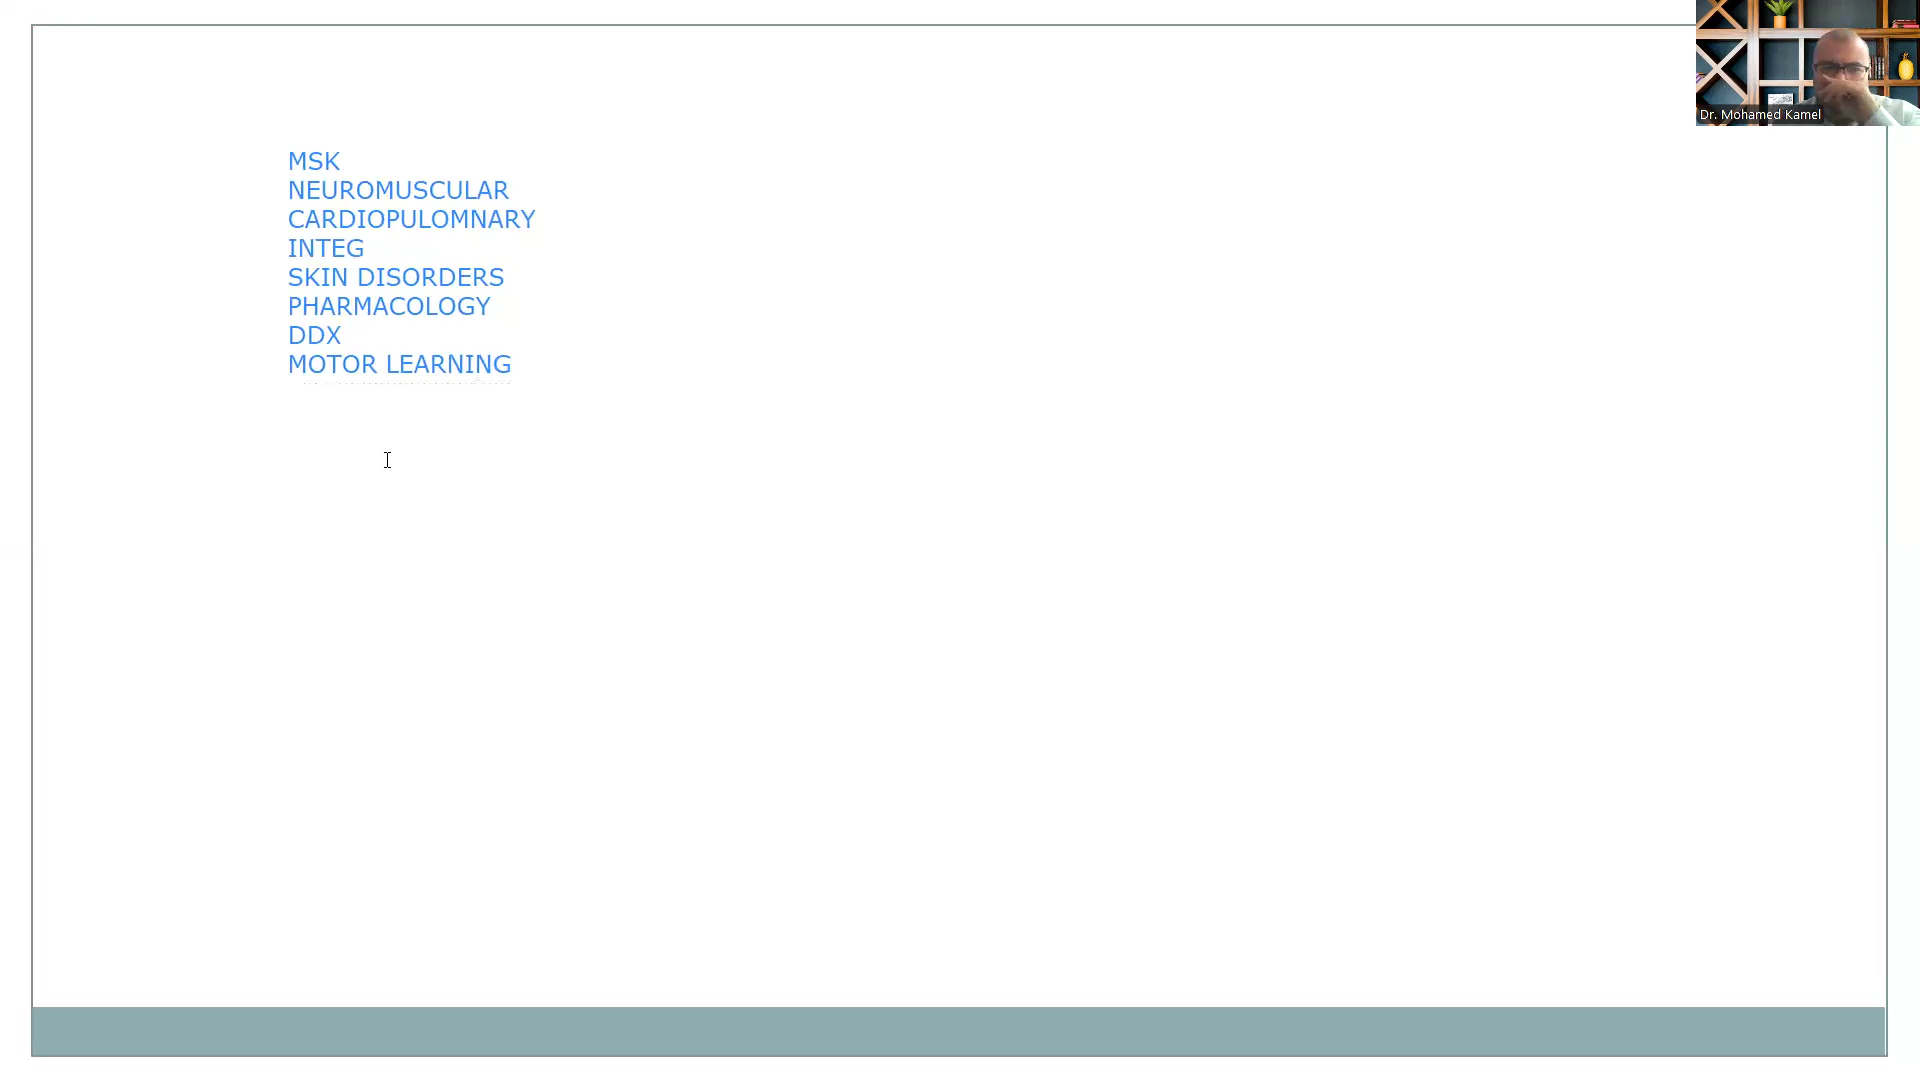 Dr. Mohamed Kamel
MSK
NEUROMUSCULAR
CARDIOPULOMNARY
INTEG
SKIN DISORDERS
PHARMACOLOGY
DDX
MOTOR LEARNING